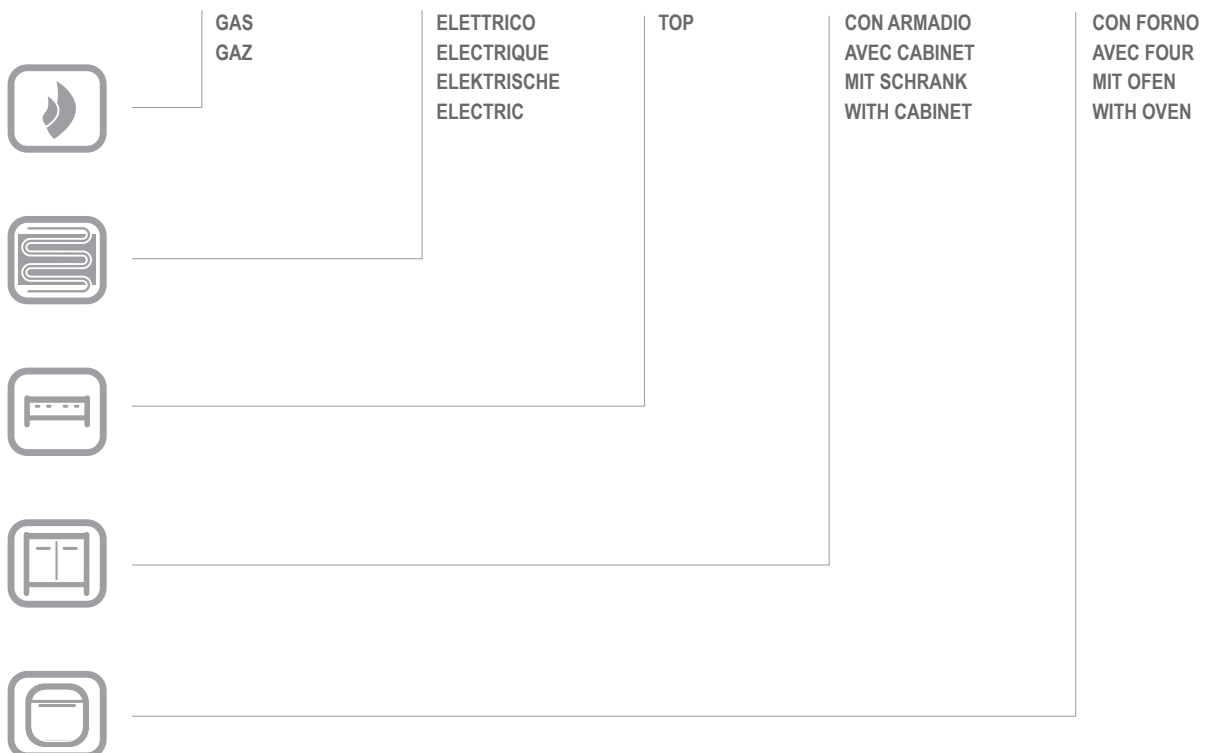 GAS
GAZ
ELETTRICO
ELECTRIQUE
ELEKTRISCHE
ELECTRIC
TOP
CON ARMADIO
AVEC CABINET
MIT SCHRANK
WITH CABINET
CON FORNO
AVEC FOUR
MIT OFEN
WITH OVEN